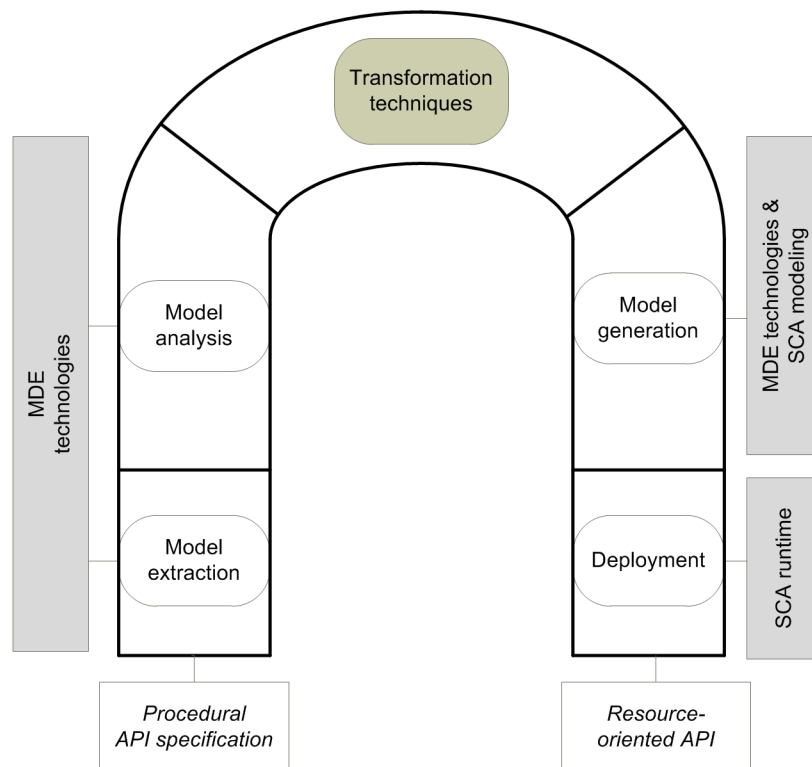 Transformation
techniques
MDE
technologies
Model
analysis
Model
generation
MDE technologies &
SCA modeling
Model
extraction
Deployment
SCA runtime
Procedural
API specification
Resource-
oriented API